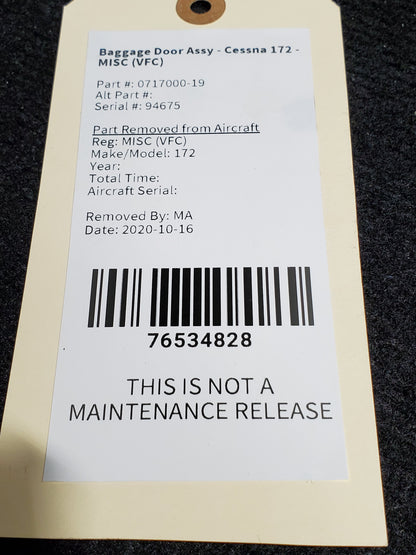 Baggage Door Assy - Cessna 172 -
MISC (VFC)
Part #: 0717000-19
Alt Part #:
Serial #: 94675
Part Removed from Aircraft
Reg: MISC (VFC)
Make/Model: 172
Year:
Total Time:
Aircraft Serial:
Removed By: MA
Date: 2020-10-16
76534828
THIS IS NOT A
MAINTENANCE RELEASE